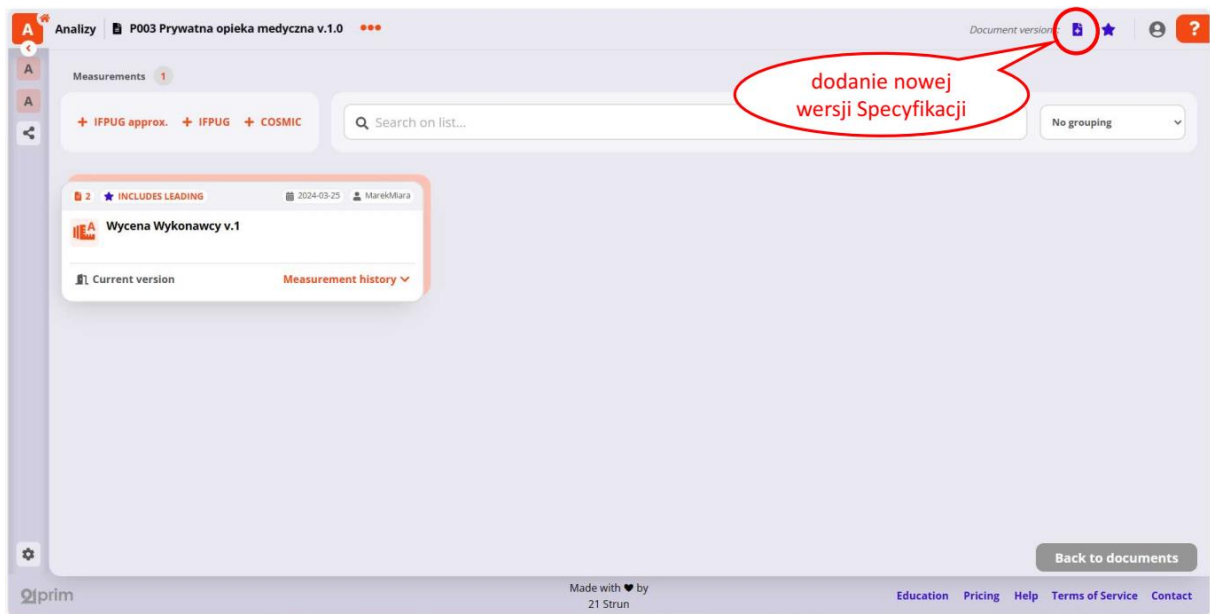 A Analizy P003 Prywatna opieka medyczna v.1.0 Document versions: ?
A
A
Measurements 1
+ IFPUG approx. + IFPUG + COSMIC
Search on list...
No grouping
dodanie nowej
wersji Specyfikacji
2 INCLUDES LEADING 2024-03-25 MarekMiara
A Wycena Wykonawcy v.1
Current version Measurement history
Back to documents
21prim
Made with ♥ by
21 Strun
Education Pricing Help Terms of Service Contact